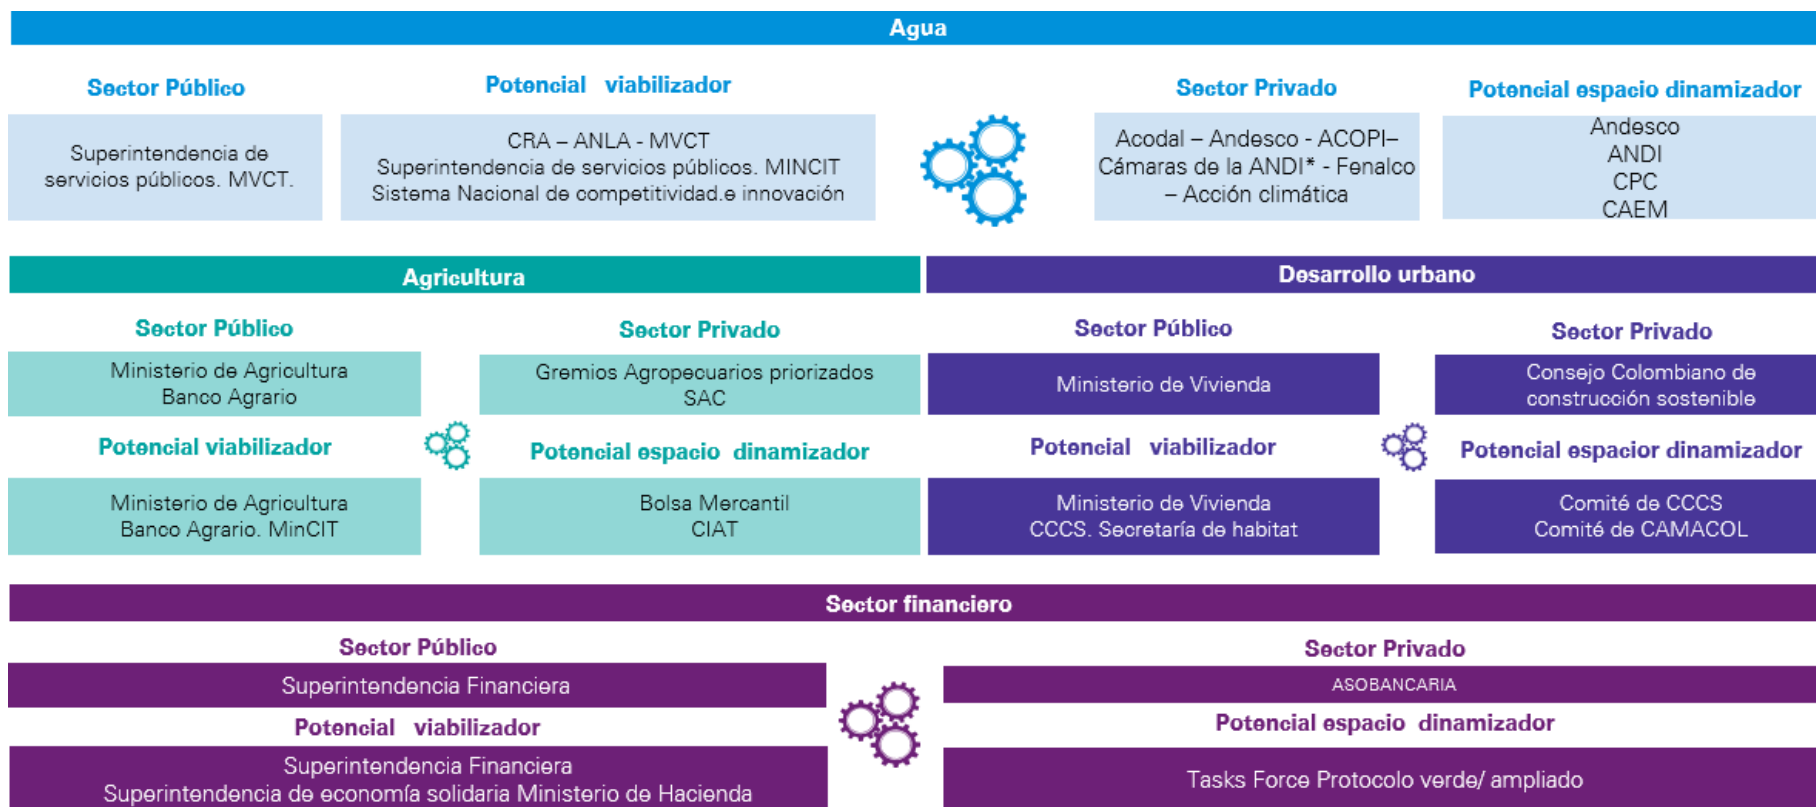 Agua
Sector Público
Superintendencia de
servicios públicos. MVCT.
Potencial viabilizador
CRA – ANLA - MVCT
Superintendencia de servicios públicos. MINCIT
Sistema Nacional de competitividad.e innovación
Sector Privado
Acodal – Andesco - ACOPI–
Cámaras de la ANDI* - Fenalco
– Acción climática
Potencial espacio dinamizador
Andesco
ANDI
CPC
CAEM
Agricultura
Sector Público
Ministerio de Agricultura
Banco Agrario
Sector Privado
Gremios Agropecuarios priorizados
SAC
Potencial viabilizador
Ministerio de Agricultura
Banco Agrario. MinCIT
Potencial espacio dinamizador
Bolsa Mercantil
CIAT
Desarrollo urbano
Sector Público
Ministerio de Vivienda
Sector Privado
Consejo Colombiano de
construcción sostenible
Potencial viabilizador
Ministerio de Vivienda
CCCS. Secretaría de habitat
Potencial espacior dinamizador
Comité de CCCS
Comité de CAMACOL
Sector financiero
Sector Público
Superintendencia Financiera
Potencial viabilizador
Superintendencia Financiera
Superintendencia de economía solidaria Ministerio de Hacienda
Sector Privado
ASOBANCARIA
Potencial espacio dinamizador
Tasks Force Protocolo verde/ ampliado